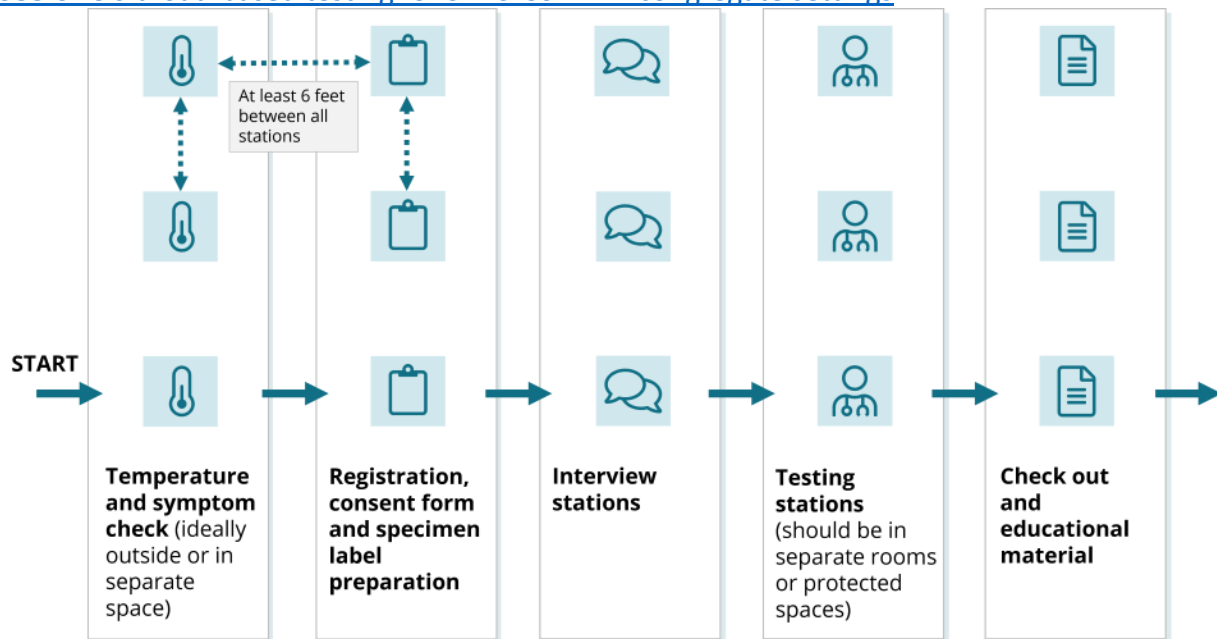 At least 6 feet
between all
stations
START
Temperature
and symptom
check (ideally
outside or in
separate
space)
Registration,
consent form
and specimen
label
preparation
Interview
stations
Testing
stations
(should be in
separate rooms
or protected
spaces)
Check out
and
educational
material